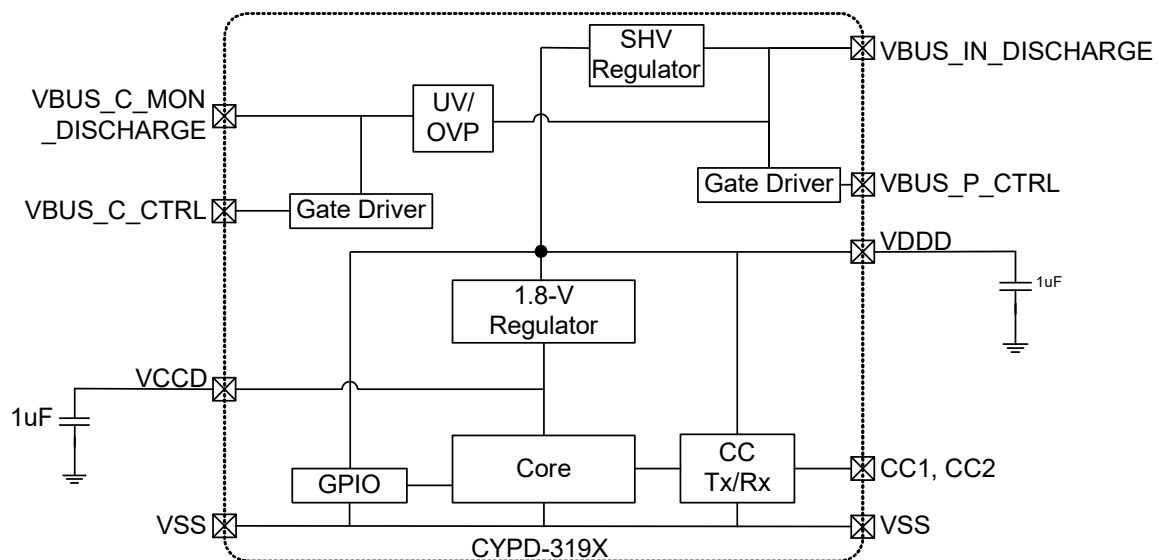 SHV
Regulator
VBUS_IN_DISCHARGE
VBUS_C_MON
_DISCHARGE
UV/
OVP
Gate Driver
VBUS_P_CTRL
VBUS_C_CTRL
Gate Driver
VDDD
1uF
1.8-V
Regulator
VCCD
1uF
GPIO
Core
CC
Tx/Rx
CC1, CC2
VSS
VSS
CYPD-319X